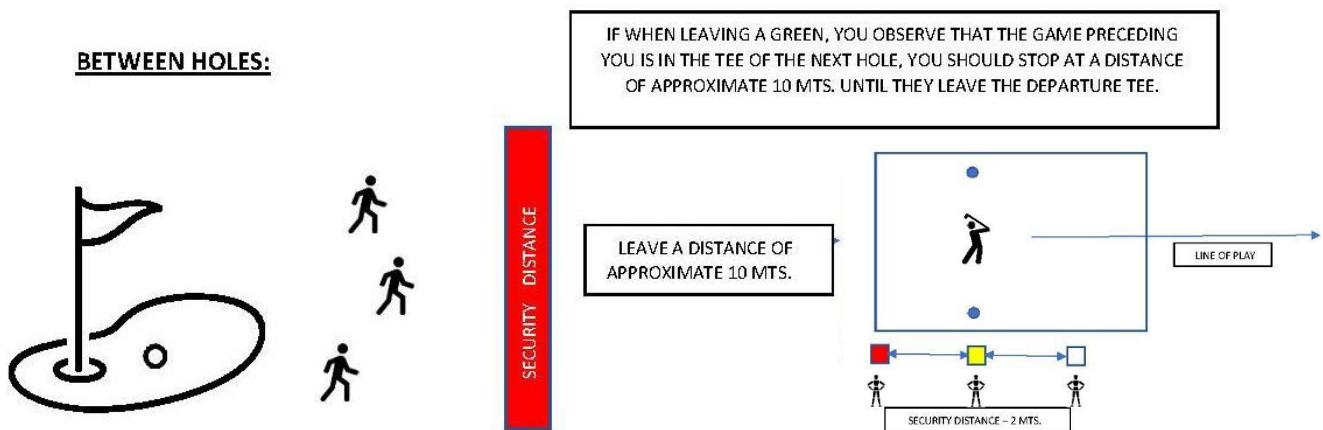 BETWEEN HOLES:
IF WHEN LEAVING A GREEN, YOU OBSERVE THAT THE GAME PRECEDING
YOU IS IN THE TEE OF THE NEXT HOLE, YOU SHOULD STOP AT A DISTANCE
OF APPROXIMATE 10 MTS. UNTIL THEY LEAVE THE DEPARTURE TEE.
SECURITY DISTANCE
LEAVE A DISTANCE OF
APPROXIMATE 10 MTS.
LINE OF PLAY
SECURITY DISTANCE – 2 MTS.